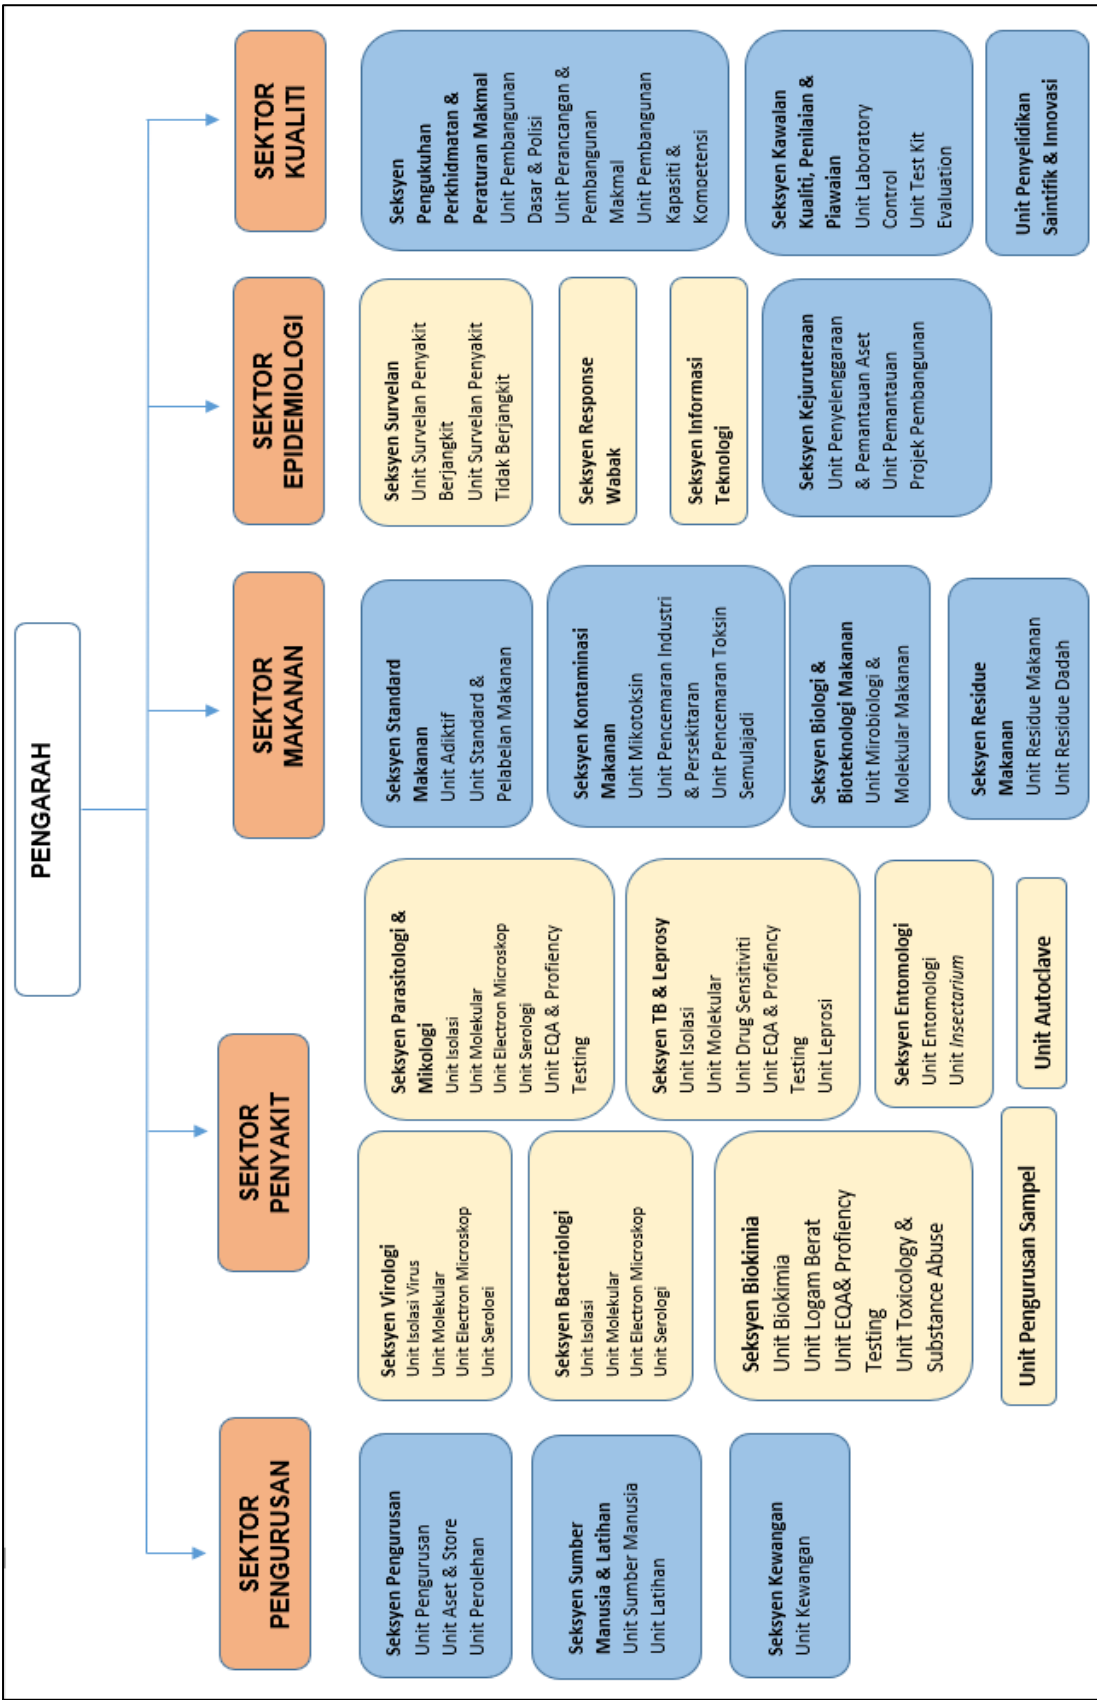 PENGARAH
SEKTOR
PENGURUSAN
Seksyen Pengurusan
Unit Pengurusan
Unit Aset & Store
Unit Perolehan
Seksyen Sumber
Manusia & Latihan
Unit Sumber Manusia
Unit Latihan
Seksyen Kewangan
Unit Kewangan
SEKTOR
PENYAKIT
Seksyen Virologi
Unit Isolasi Virus
Unit Molekular
Unit Electron Microskop
Unit Serologi
Seksyen Bacteriologi
Unit Isolasi
Unit Molekular
Unit Electron Microskop
Unit Serologi
Seksyen Biokimia
Unit Biokimia
Unit Logam Berat
Unit EQA& Profiency
Testing
Unit Toxicology &
Substance Abuse
Unit Pengurusan Sampel
Seksyen Parasitologi &
Mikologi
Unit Isolasi
Unit Molekular
Unit Electron Microskop
Unit Serologi
Unit EQA & Profiency
Testing
Seksyen TB & Leprosy
Unit Isolasi
Unit Molekular
Unit Drug Sensitiviti
Unit EQA & Profiency
Testing
Unit Leprosi
Seksyen Entomologi
Unit Entomologi
Unit Insectarium
Unit Autoclave
SEKTOR
MAKANAN
Seksyen Standard
Makanan
Unit Adiktif
Unit Standard &
Pelabelan Makanan
Seksyen Kontaminasi
Makanan
Unit Mikotoksin
Unit Pencemaran Industri
& Persekitaran
Unit Pencemaran Toksin
Semulajadi
Seksyen Biologi &
Bioteknologi Makanan
Unit Mirobiologi &
Molekular Makanan
Seksyen Residue
Makanan
Unit Residue Makanan
Unit Residue Dadah
SEKTOR
EPIDEMIOLOGI
Seksyen Survelan
Unit Survelan Penyakit
Berjangkit
Unit Survelan Penyakit
Tidak Berjangkit
Seksyen Response
Wabak
Seksyen Informasi
Teknologi
Seksyen Kejuruteraan
Unit Penyelenggaraan
& Pemantauan Aset
Unit Pemantauan
Projek Pembangunan
SEKTOR
KUALITI
Seksyen
Pengukuhan
Perkhidmatan &
Peraturan Makmal
Unit Pembangunan
Dasar & Polisi
Unit Perancangan &
Pembangunan
Makmal
Unit Pembangunan
Kapasiti &
Kompetensi
Seksyen Kawalan
Kualiti, Penilaian &
Piawaian
Unit Laboratory
Control
Unit Test Kit
Evaluation
Unit Penyelidikan
Saintifik & Innovasi